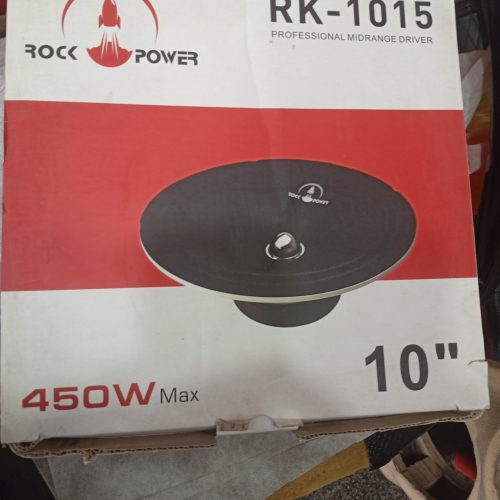 RK-1015
PROFESSIONAL MIDRANGE DRIVER
ROCK POWER
ROCK POWER
450W Max
10"